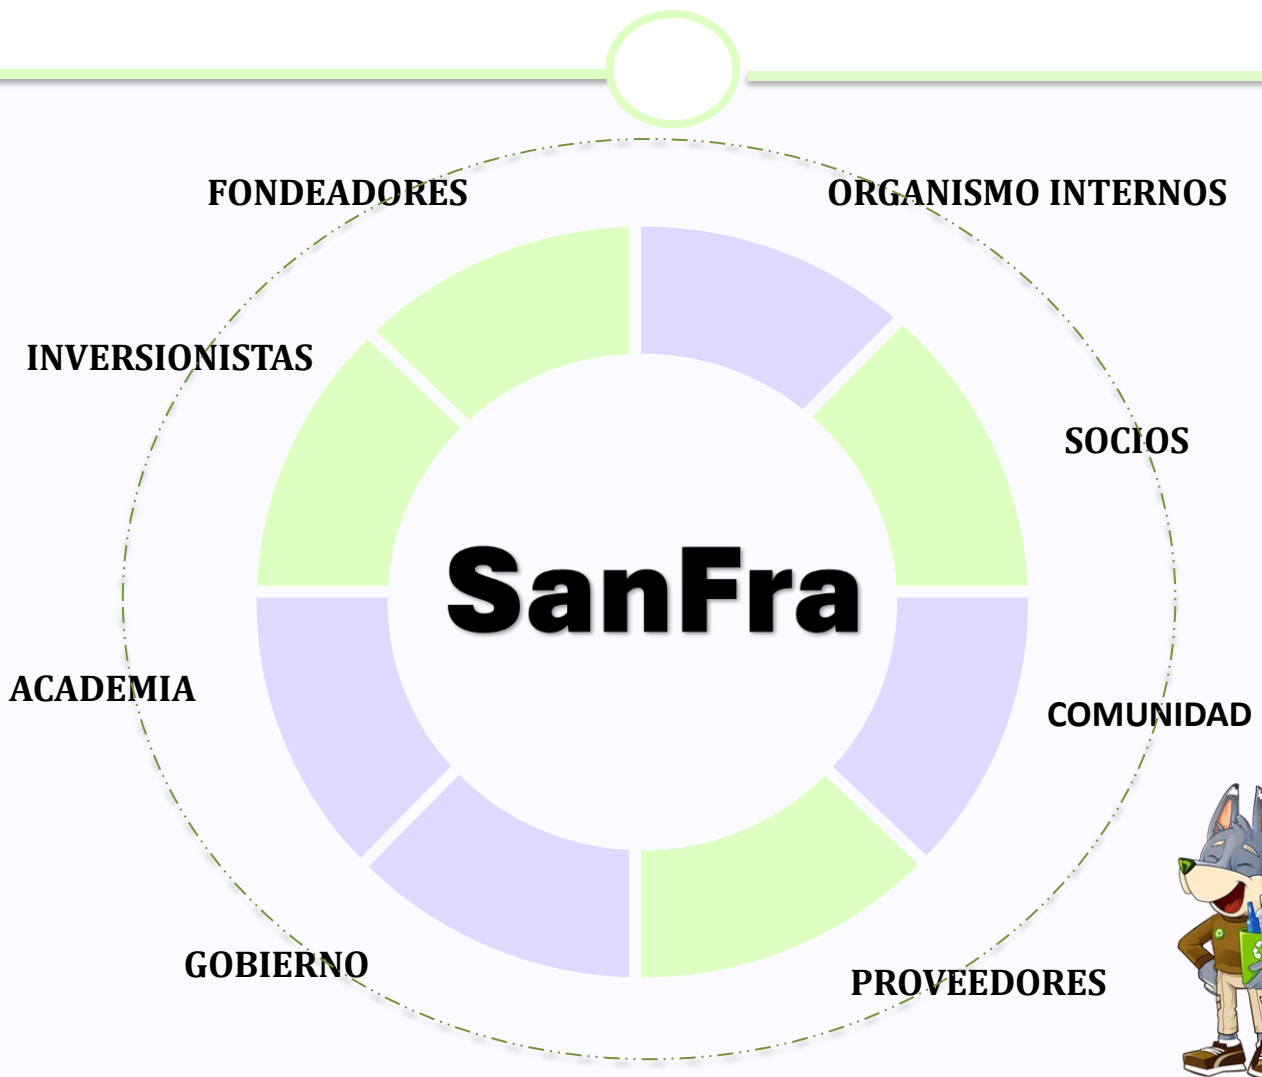 FONDEADORES
ORGANISMO INTERNOS
INVERSIONISTAS
SOCIOS
SanFra
ACADEMIA
COMUNIDAD
GOBIERNO
PROVEEDORES